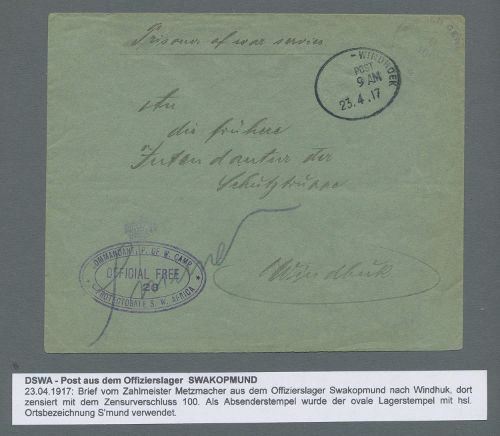 Prisoner of war service
WINDHOEK
POST
9 AM
23.4.17
An
die frühere
Intendantur der
Schutztruppe
Windhuk
COMMANDANT, P. OF W. CAMP
OFFICIAL FREE
20
PROTECTORATE S. W. AFRICA
DSWA - Post aus dem Offizierslager SWAKOPMUND
23.04.1917: Brief vom Zahlmeister Metzmacher aus dem Offizierslager Swakopmund nach Windhuk, dort
zensiert mit dem Zensurverschluss 100. Als Absenderstempel wurde der ovale Lagerstempel mit hsl.
Ortsbezeichnung S'mund verwendet.